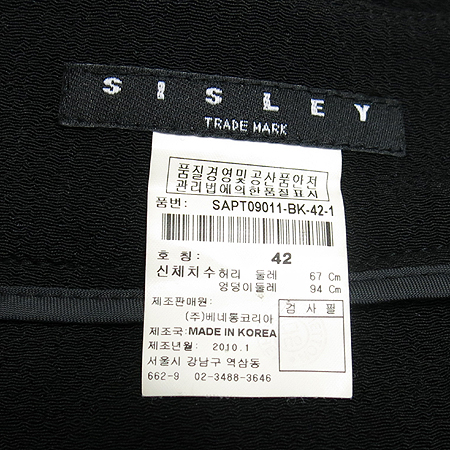 SISLEY
TRADE MARK
품질경영및공산품안전
관리법에의한품질표시
품번: SAPT09011-BK-42-1
호 칭: 42
신체치수 허리 둘레 67 Cm
엉덩이둘레 94 Cm
제조판매원:
(주)베네통코리아
검사필
제조국: MADE IN KOREA
제조년월: 2010.1
서울시 강남구 역삼동
662-9 02-3488-3646